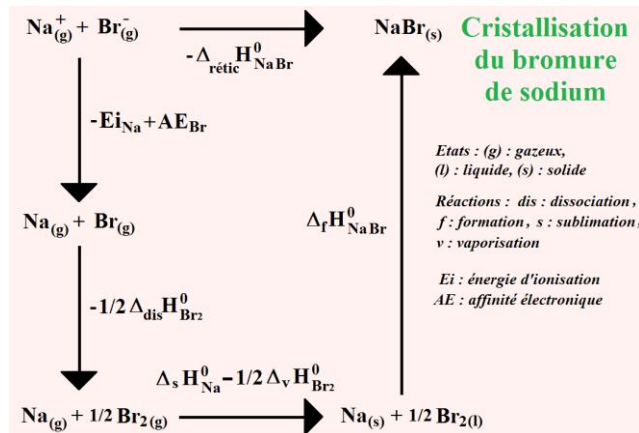 Na⁺(g) + Br⁻(g)
-Δrétic H⁰NaBr
NaBr(s)
Cristallisation
du bromure
de sodium
-EiNa + AEBr
Etats : (g) : gazeux,
(l) : liquide, (s) : solide
Réactions : dis : dissociation,
f : formation, s : sublimation,
v : vaporisation
Ei : énergie d'ionisation
AE : affinité électronique
Na(g) + Br(g)
ΔfH⁰NaBr
-1/2 ΔdisH⁰Br₂
ΔsH⁰Na-1/2 ΔvH⁰Br₂
Na(g) + 1/2 Br2(g)
Na(s) + 1/2 Br2(l)